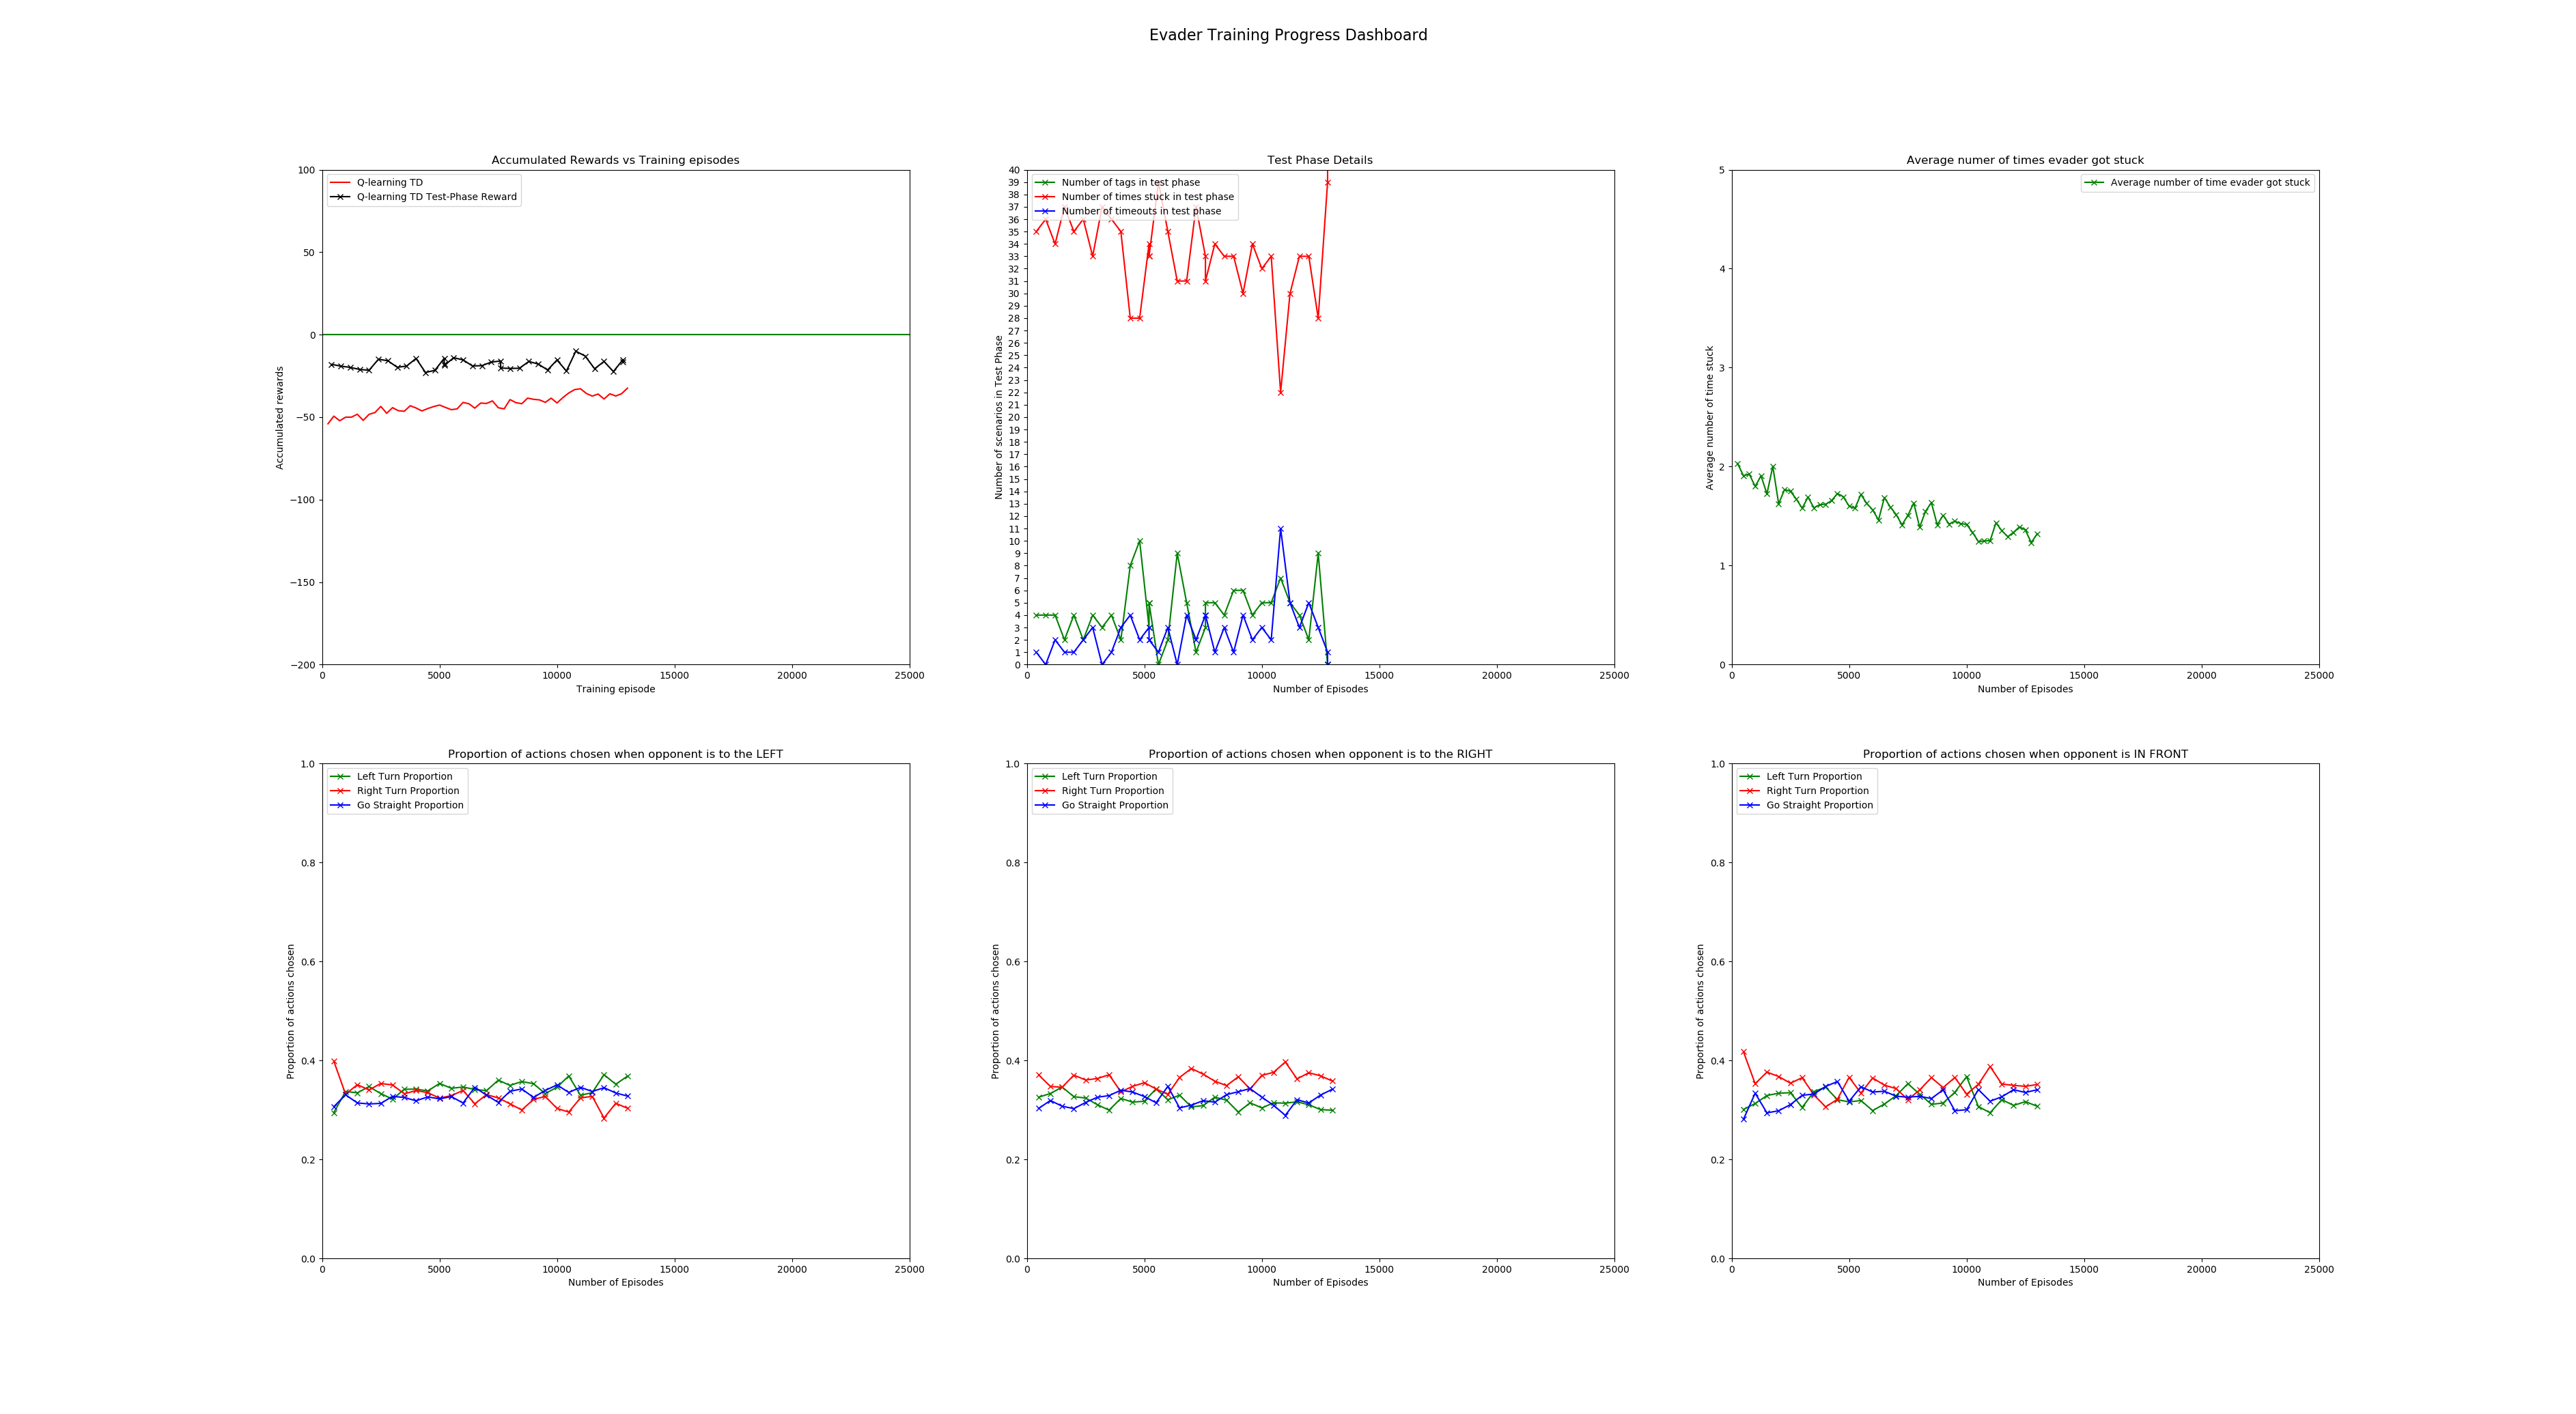 Evader Training Progress Dashboard
Accumulated Rewards vs Training episodes
100
50
0
−50
−100
−150
−200
Accumulated rewards
Q-learning TD
Q-learning TD Test-Phase Reward
0 5000 10000 15000 20000 25000
Training episode
Test Phase Details
40
39
38
37
36
35
34
33
32
31
30
29
28
27
26
25
24
23
22
21
20
19
18
17
16
15
14
13
12
11
10
9
8
7
6
5
4
3
2
1
0
Number of scenarios in Test Phase
Number of tags in test phase
Number of times stuck in test phase
Number of timeouts in test phase
0 5000 10000 15000 20000 25000
Number of Episodes
Average numer of times evader got stuck
5
4
3
2
1
0
Average number of time stuck
Average number of time evader got stuck
0 5000 10000 15000 20000 25000
Number of Episodes
Proportion of actions chosen when opponent is to the LEFT
1.0
0.8
0.6
0.4
0.2
0.0
Proportion of actions chosen
Left Turn Proportion
Right Turn Proportion
Go Straight Proportion
0 5000 10000 15000 20000 25000
Number of Episodes
Proportion of actions chosen when opponent is to the RIGHT
1.0
0.8
0.6
0.4
0.2
0.0
Proportion of actions chosen
Left Turn Proportion
Right Turn Proportion
Go Straight Proportion
0 5000 10000 15000 20000 25000
Number of Episodes
Proportion of actions chosen when opponent is IN FRONT
1.0
0.8
0.6
0.4
0.2
0.0
Proportion of actions chosen
Left Turn Proportion
Right Turn Proportion
Go Straight Proportion
0 5000 10000 15000 20000 25000
Number of Episodes